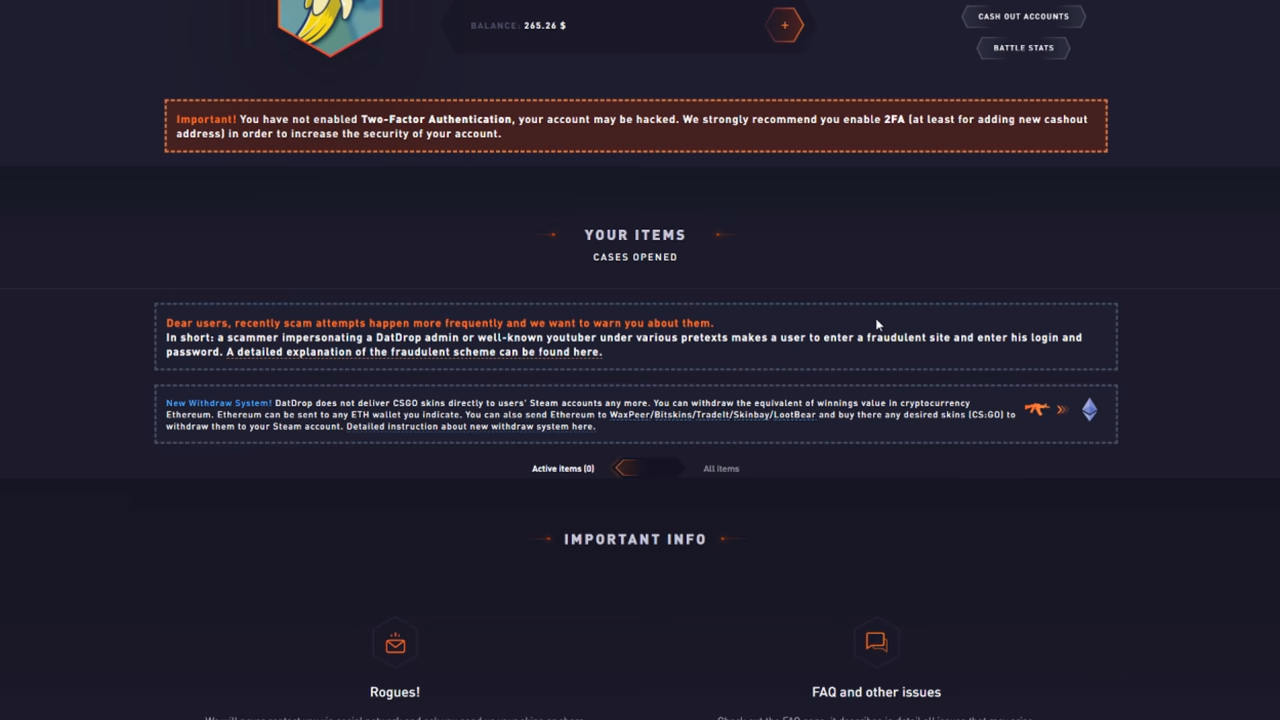 BALANCE: 265.26 $
CASH OUT ACCOUNTS
BATTLE STATS
Important! You have not enabled Two-Factor Authentication, your account may be hacked. We strongly recommend you enable 2FA (at least for adding new cashout
address) in order to increase the security of your account.
YOUR ITEMS
CASES OPENED
Dear users, recently scam attempts happen more frequently and we want to warn you about them.
In short: a scammer impersonating a DatDrop admin or well-known youtuber under various pretexts makes a user to enter a fraudulent site and enter his login and
password. A detailed explanation of the fraudulent scheme can be found here.
New Withdraw System! DatDrop does not deliver CSGO skins directly to users' Steam accounts any more. You can withdraw the equivalent of winnings value in cryptocurrency
Ethereum. Ethereum can be sent to any ETH wallet you indicate. You can also send Ethereum to WaxPeer/Bitskins/TradeIt/Skinbay/LootBear and buy there any desired skins (CS:GO) to
withdraw them to your Steam account. Detailed instruction about new withdraw system here.
Active items (0)
All items
IMPORTANT INFO
Rogues!
FAQ and other issues